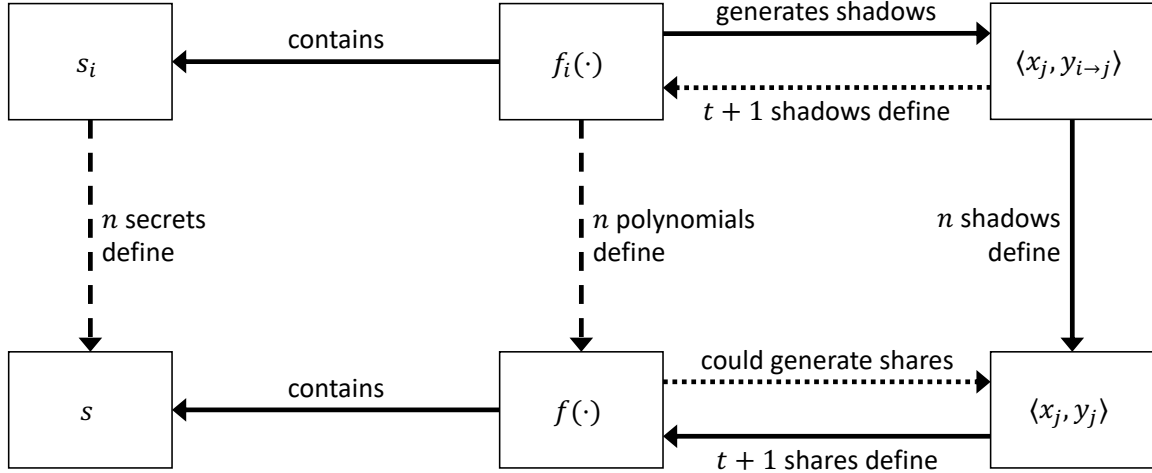 generates shadows
contains
s_i
f_i(·)
⟨x_j, y_{i→j}⟩
t + 1 shadows define
n secrets
define
n polynomials
define
n shadows
define
could generate shares
contains
s
f(·)
⟨x_j, y_j⟩
t + 1 shares define